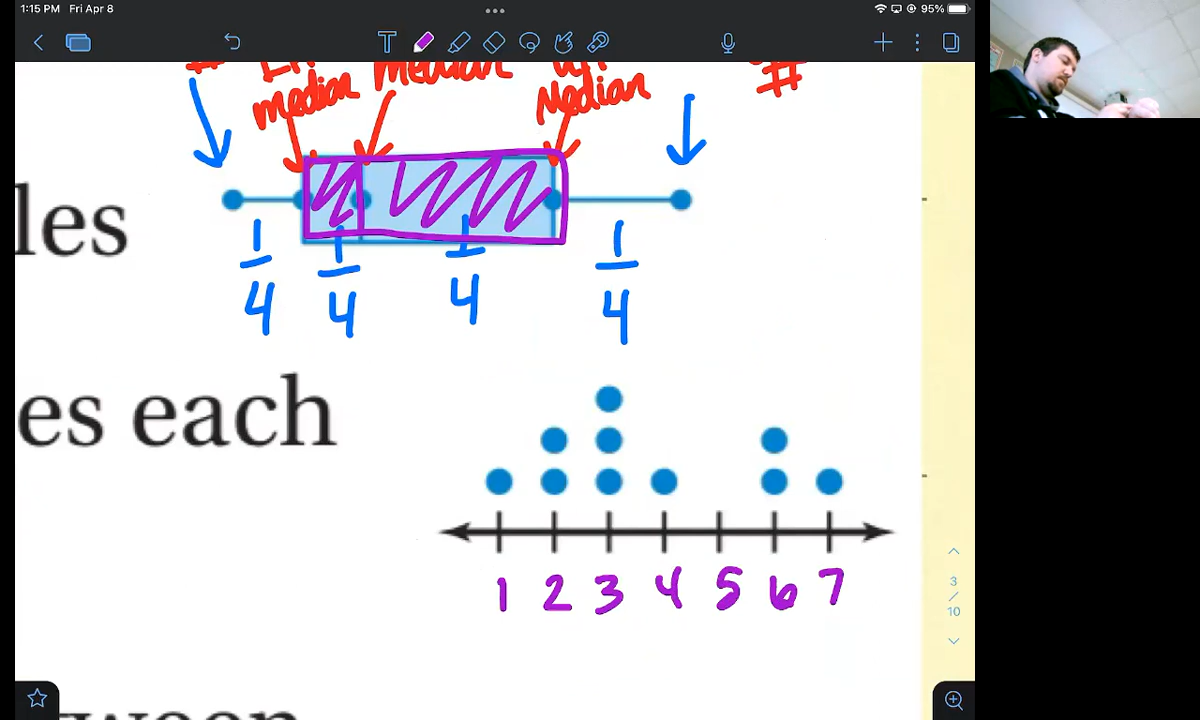 1:15 PM Fri Apr 8
95%
T
# median
median Median #
les
1/4 1/4 1/4 1/4
es each
1 2 3 4 5 6 7
3
/
10